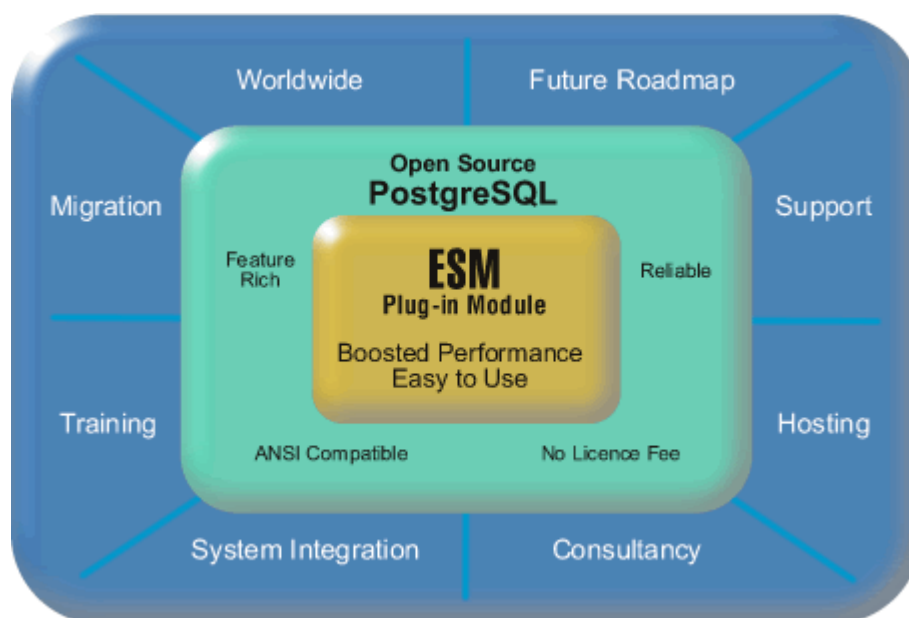 Worldwide
Future Roadmap
Migration
Support
Open Source
PostgreSQL
Feature
Rich
Reliable
ESM
Plug-in Module
Boosted Performance
Easy to Use
Training
Hosting
ANSI Compatible
No Licence Fee
System Integration
Consultancy